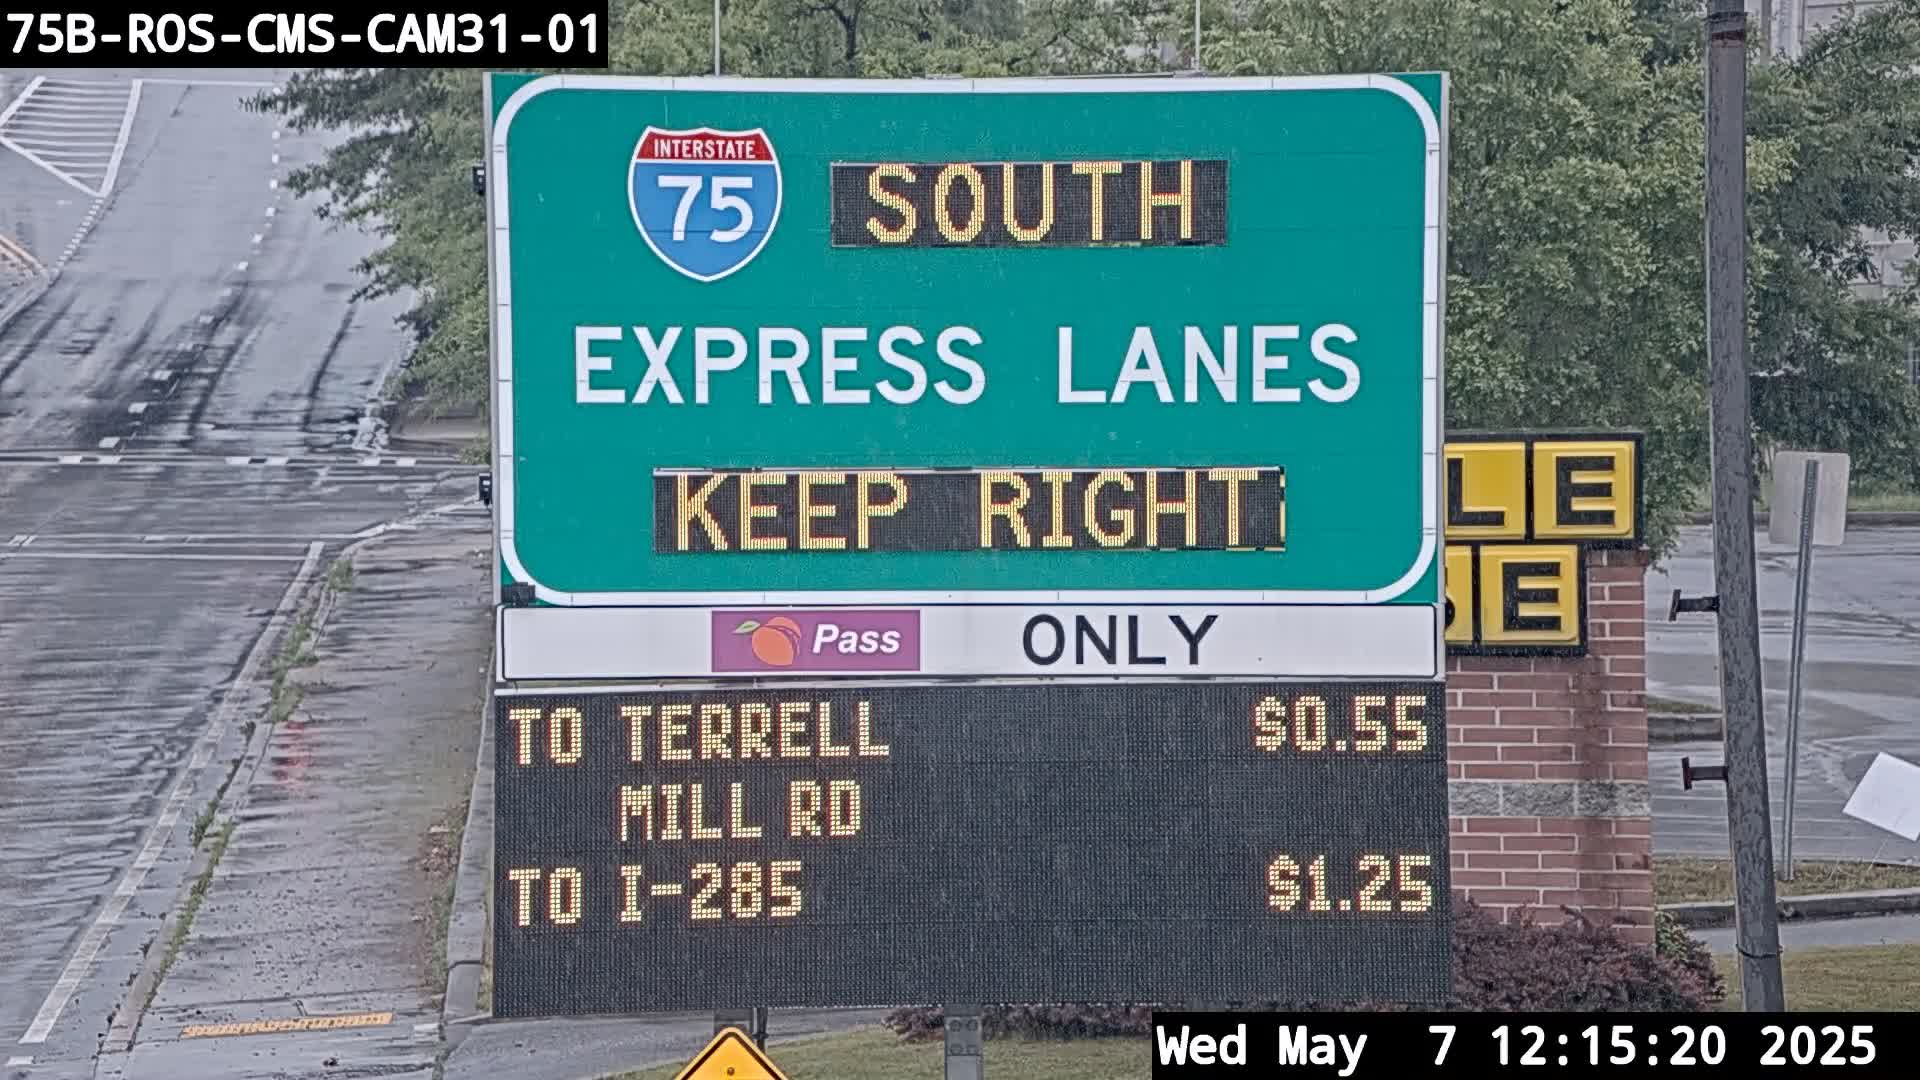 75B-ROS-CMS-CAM31-01
INTERSTATE
75
SOUTH
EXPRESS LANES
KEEP RIGHT
Pass ONLY
TO TERRELL $0.55
MILL RD
TO I-285 $1.25
LE
E
Wed May 7 12:15:20 2025